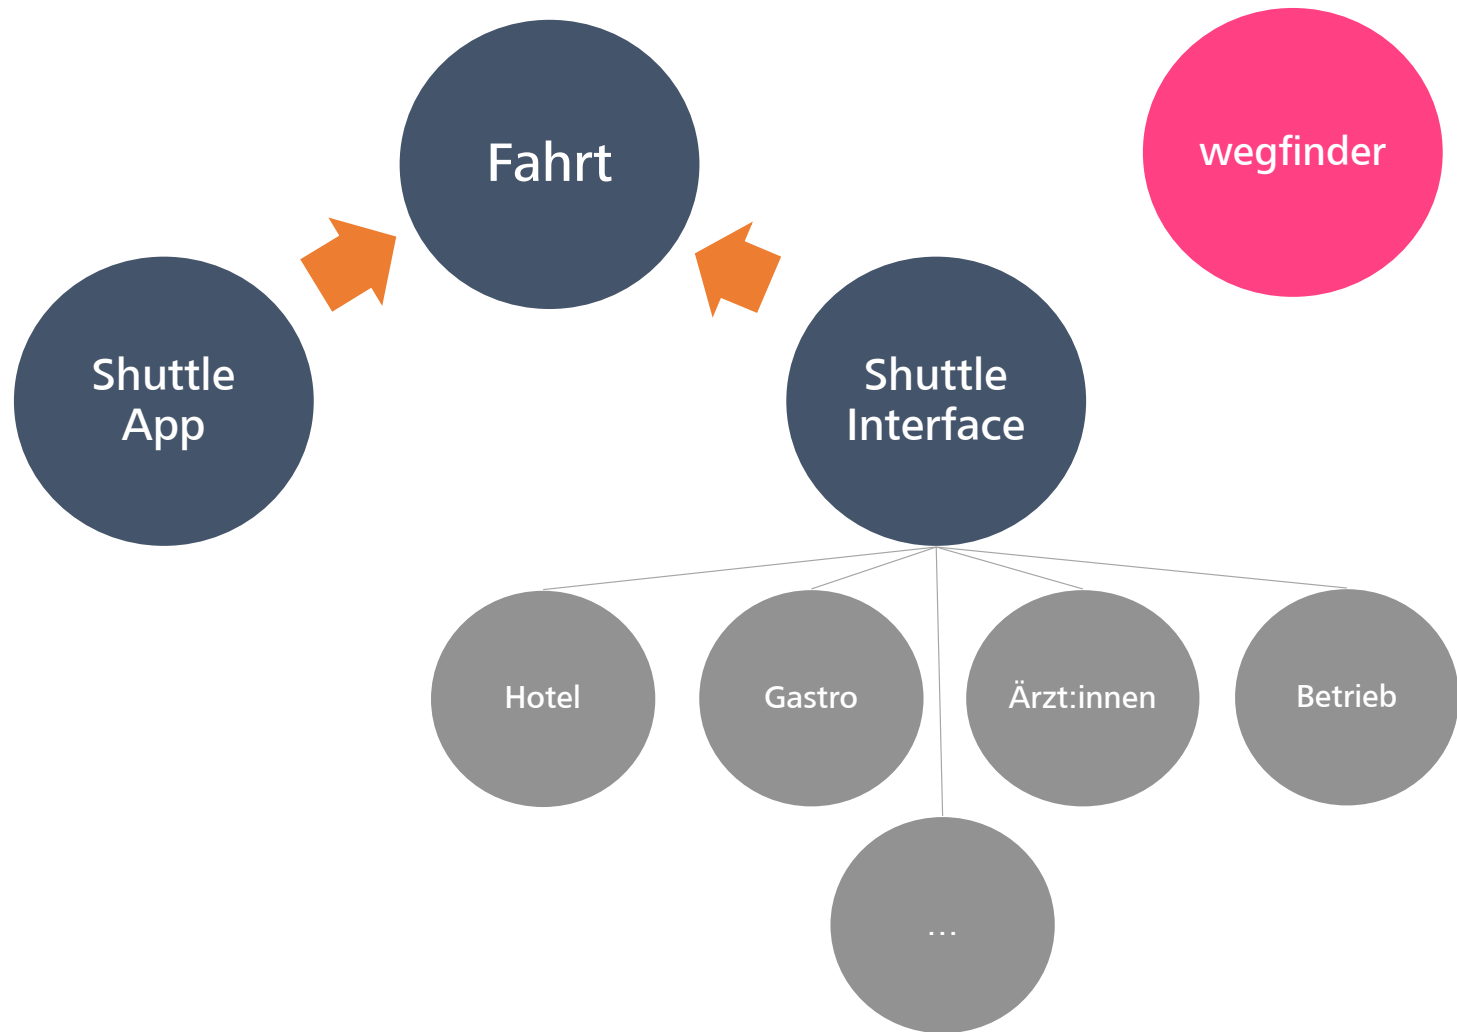 Fahrt
wegfinder
Shuttle
App
Shuttle
Interface
Hotel
Gastro
Ärzt:innen
Betrieb
...